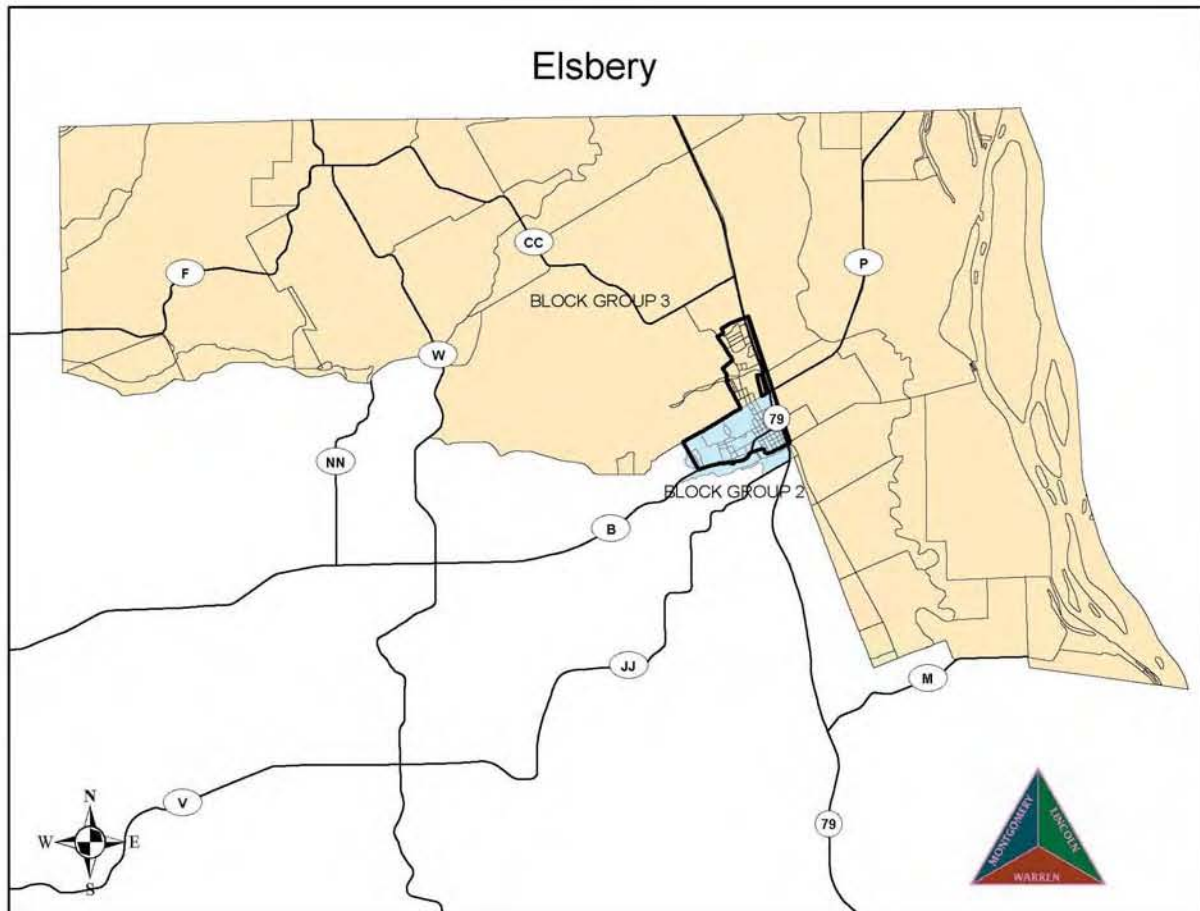 Elsbery
CC
P
F
BLOCK GROUP 3
W
79
NN
BLOCK GROUP 2
B
JJ
M
V
79
N
W
E
S
MONTGOMERY
LINCOLN
WARREN